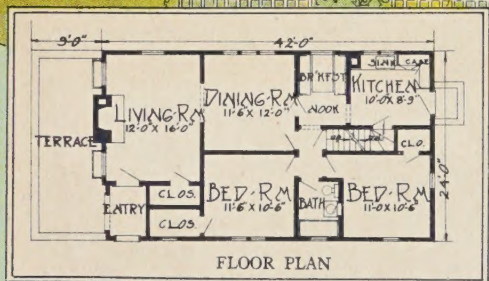 9'-0" 42'-0"
TERRACE
LIVING-RM
12'-0" X 16'-0"
DINING-RM
11'-6" X 12'-0"
BRKFST
NOOK
SINK CASE
KITCHEN
10'-0 X 8'-9"
CLO.
24'-0"
ENTRY
CLOS.
CLOS.
BED-RM
11'-6" X 10'-6"
BATH
BED-RM
11'-0 X 10'-6"
FLOOR PLAN